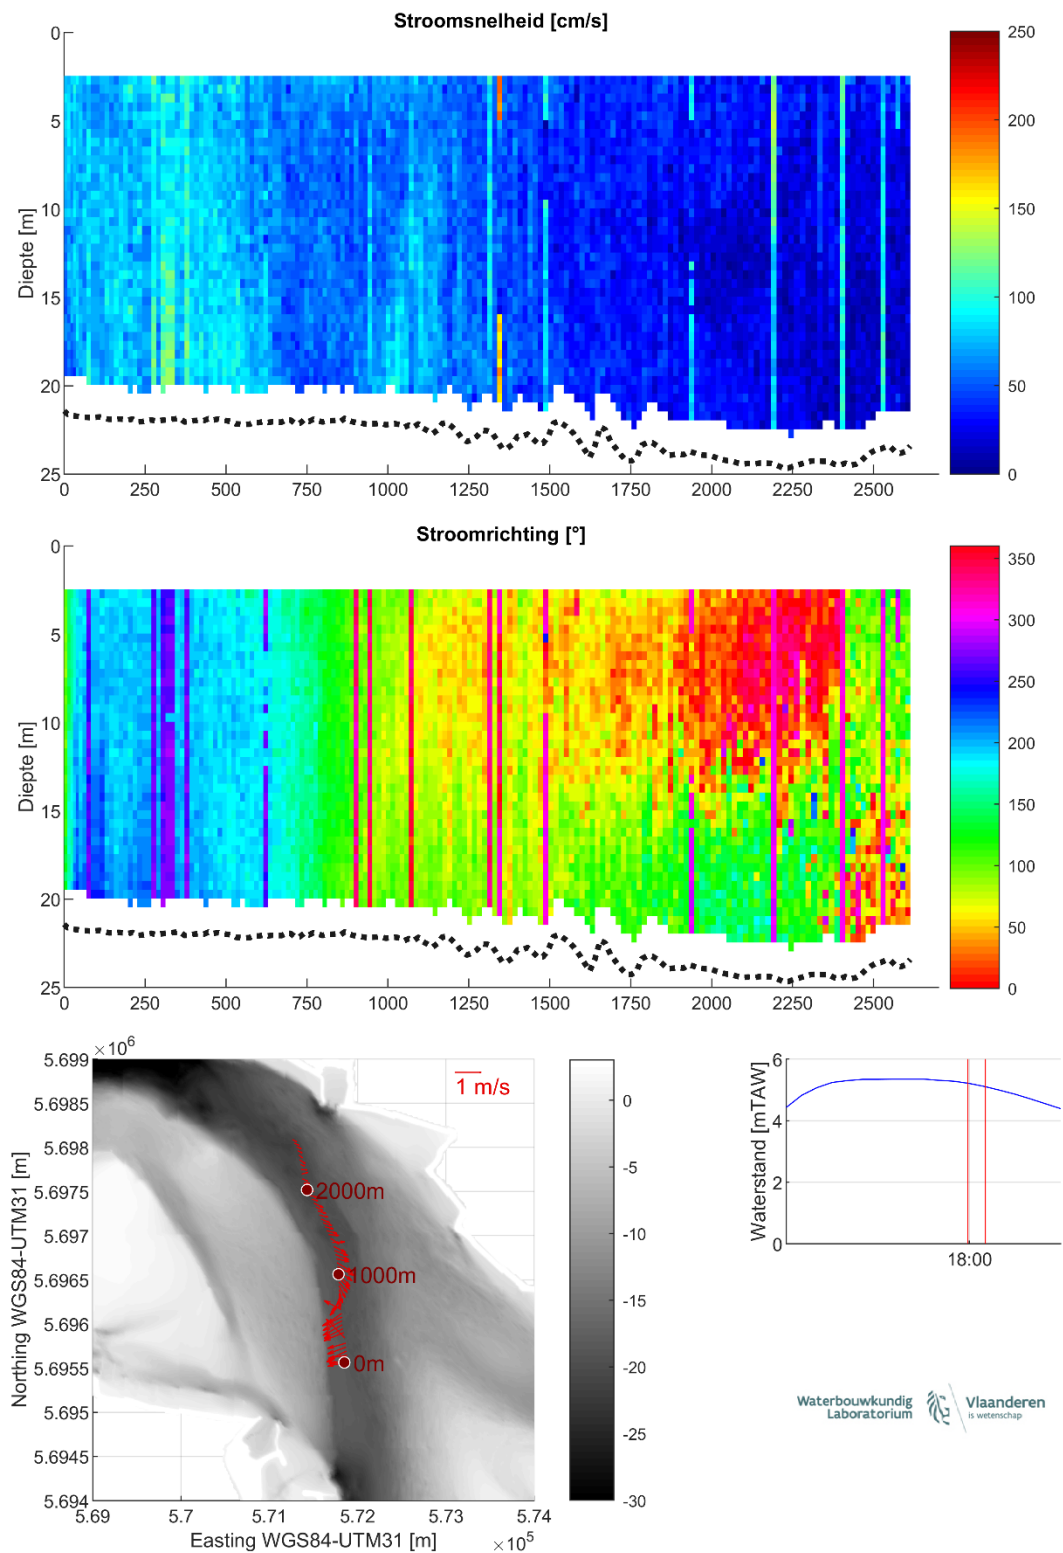 Stroomsnelheid [cm/s]
0
5
10
15
20
25
Diepte [m]
0 250 500 750 1000 1250 1500 1750 2000 2250 2500
250
200
150
100
50
0
Stroomrichting [°]
0
5
10
15
20
25
Diepte [m]
0 250 500 750 1000 1250 1500 1750 2000 2250 2500
350
300
250
200
150
100
50
0
×10⁶
5.699
5.6985
5.698
5.6975
5.697
5.6965
5.696
5.6955
5.695
5.6945
5.694
Northing WGS84-UTM31 [m]
1 m/s
2000m
1000m
0m
5.69 5.7 5.71 5.72 5.73 5.74
Easting WGS84-UTM31 [m]
×10⁵
0
-5
-10
-15
-20
-25
-30
6
4
2
0
Waterstand [mTAW]
18:00
Waterbouwkundig
Laboratorium
Vlaanderen
is wetenschap